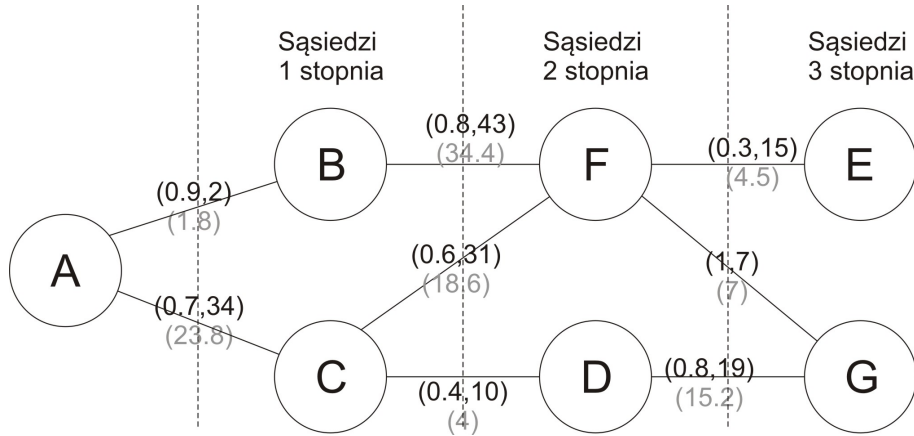 Sąsiedzi
1 stopnia
Sąsiedzi
2 stopnia
Sąsiedzi
3 stopnia
(0.8,43)
(34.4)
(0.3,15)
(4.5)
B
F
E
(0.9,2)
(1.8)
A
(0.6,31)
(18.6)
(1,7)
(7)
(0.7,34)
(23.8)
C
D
G
(0.4,10)
(4)
(0.8,19)
(15.2)